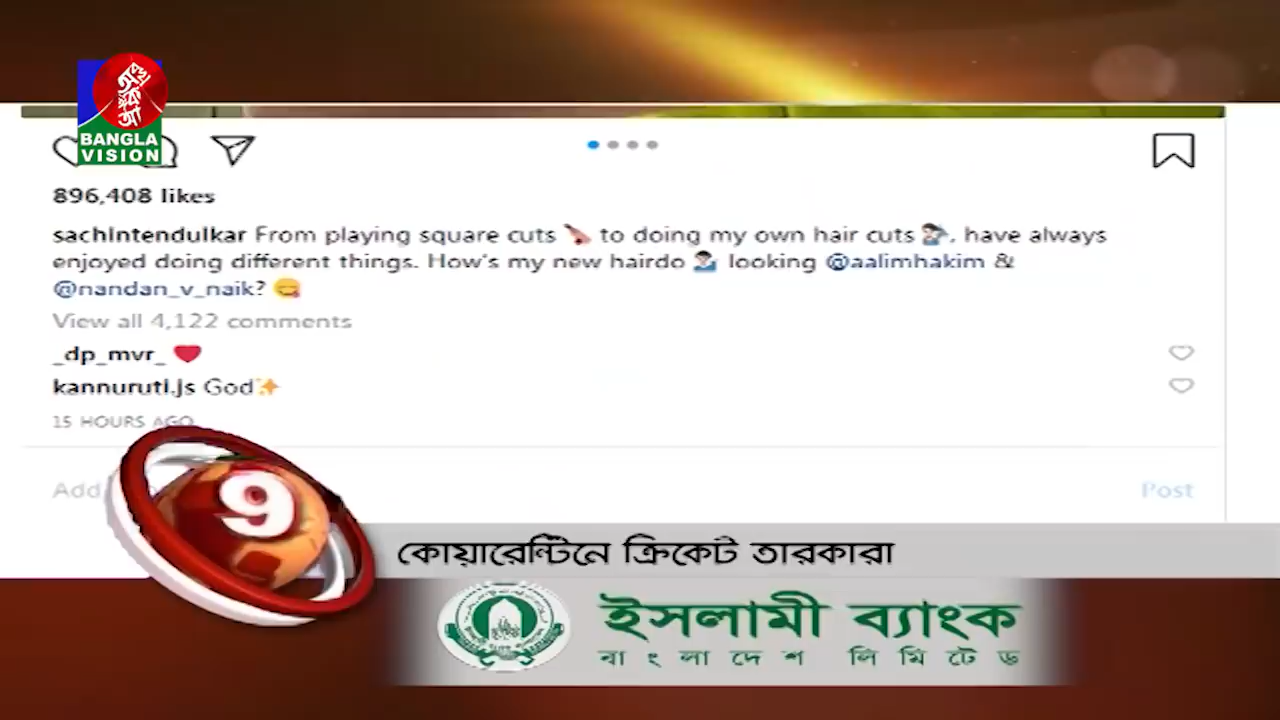 BANGLA
VISION
896,408 likes
sachintendulkar From playing square cuts to doing my own hair cuts , have always
enjoyed doing different things. How's my new hairdo looking @aalimhakim &
@nandan_v_naik?
View all 4,122 comments
_dp_mvr_ ❤️
kannuruti.js God✨
15 HOURS AGO
Add
Post
9
কোয়ারেন্টিনে ক্রিকেট তারকারা
ইসলামী ব্যাংক
বাংলাদেশ লিমিটেড